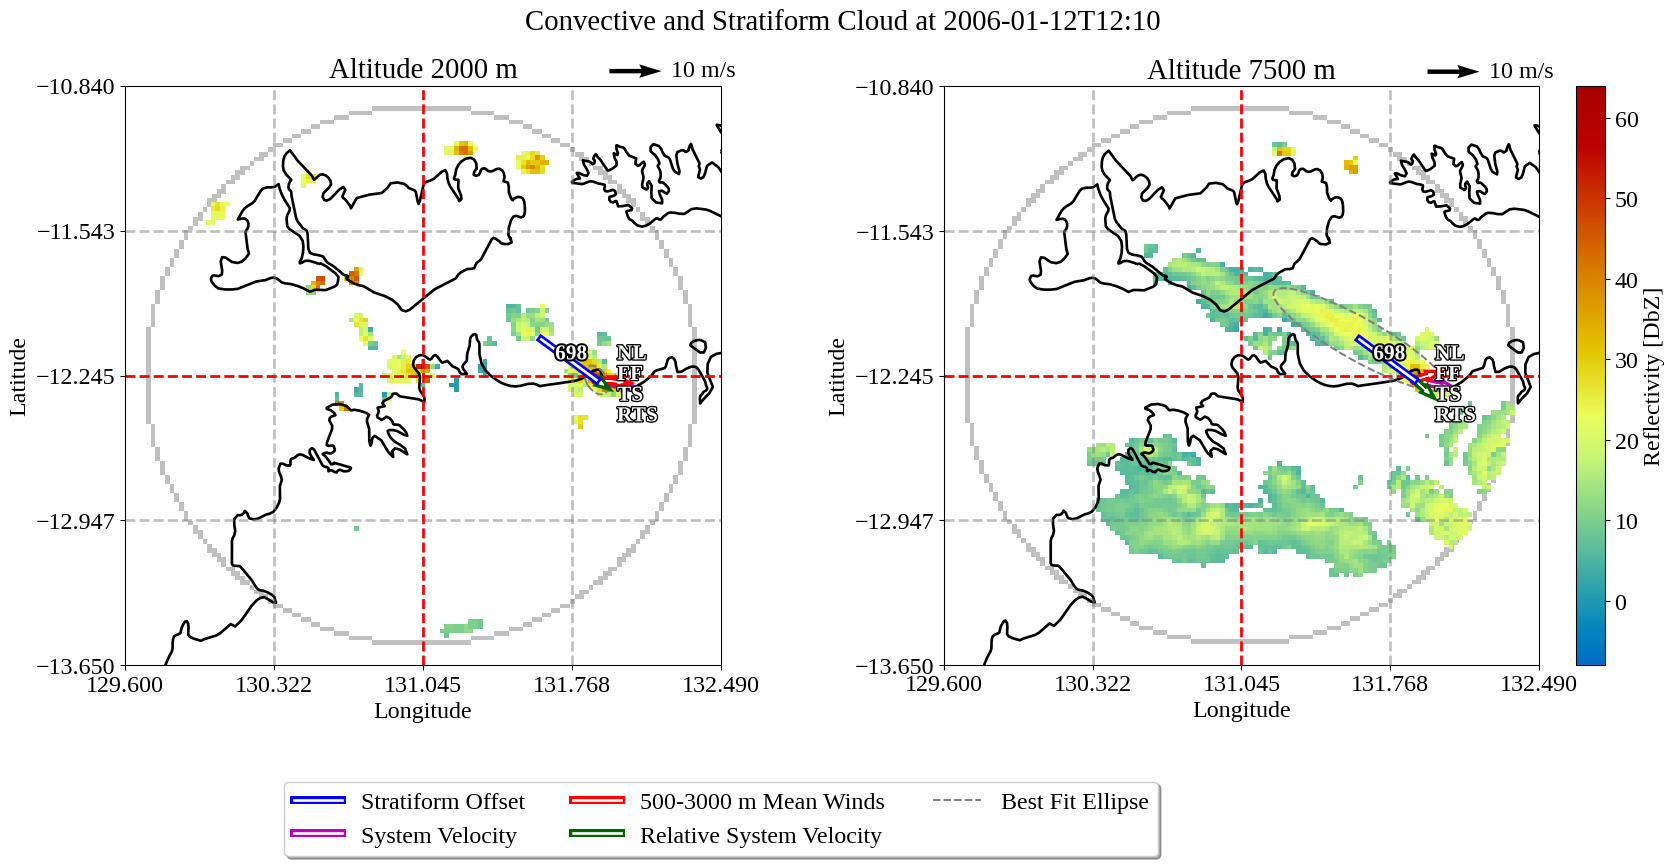 Convective and Stratiform Cloud at 2006-01-12T12:10
Altitude 2000 m
10 m/s
−10.840
−11.543
−12.245
−12.947
−13.650
Latitude
129.600
130.322
131.045
131.768
132.490
Longitude
698
NL
FF
TS
RTS
Altitude 7500 m
10 m/s
−10.840
−11.543
−12.245
−12.947
−13.650
Latitude
129.600
130.322
131.045
131.768
132.490
Longitude
698
NL
FF
TS
RTS
60
50
40
30
20
10
0
Reflectivity [DbZ]
Stratiform Offset
System Velocity
500-3000 m Mean Winds
Relative System Velocity
Best Fit Ellipse